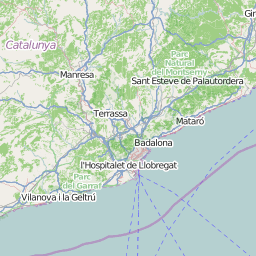 Gi
Catalunya
Parc
Natural
del Montseny
Manresa
Sant Esteve de Palautordera
Terrassa
Mataró
Badalona
l'Hospitalet de Llobregat
Parc
del Garraf
Vilanova i la Geltrú